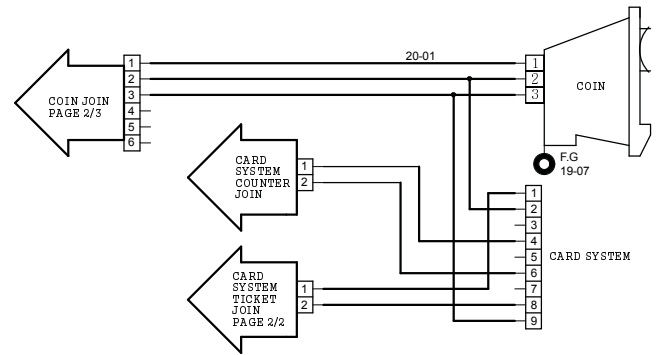 20-01
COIN JOIN
PAGE 2/3
1
2
3
4
5
6
1
2
3
COIN
F.G
19-07
CARD
SYSTEM
COUNTER
JOIN
1
2
CARD
SYSTEM
TICKET
JOIN
PAGE 2/2
1
2
1
2
3
4
5
6
7
8
9
CARD SYSTEM